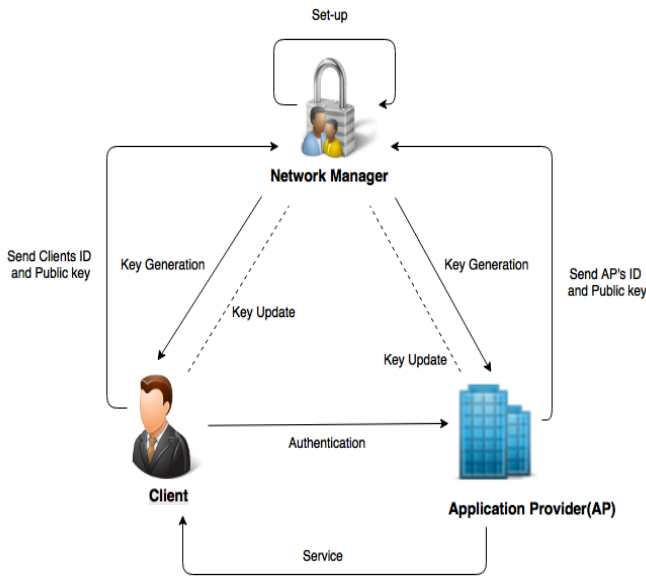 Set-up
Network Manager
Send Clients ID
and Public key
Key Generation
Key Generation
Send AP's ID
and Public key
Key Update
Key Update
Authentication
Client
Application Provider(AP)
Service